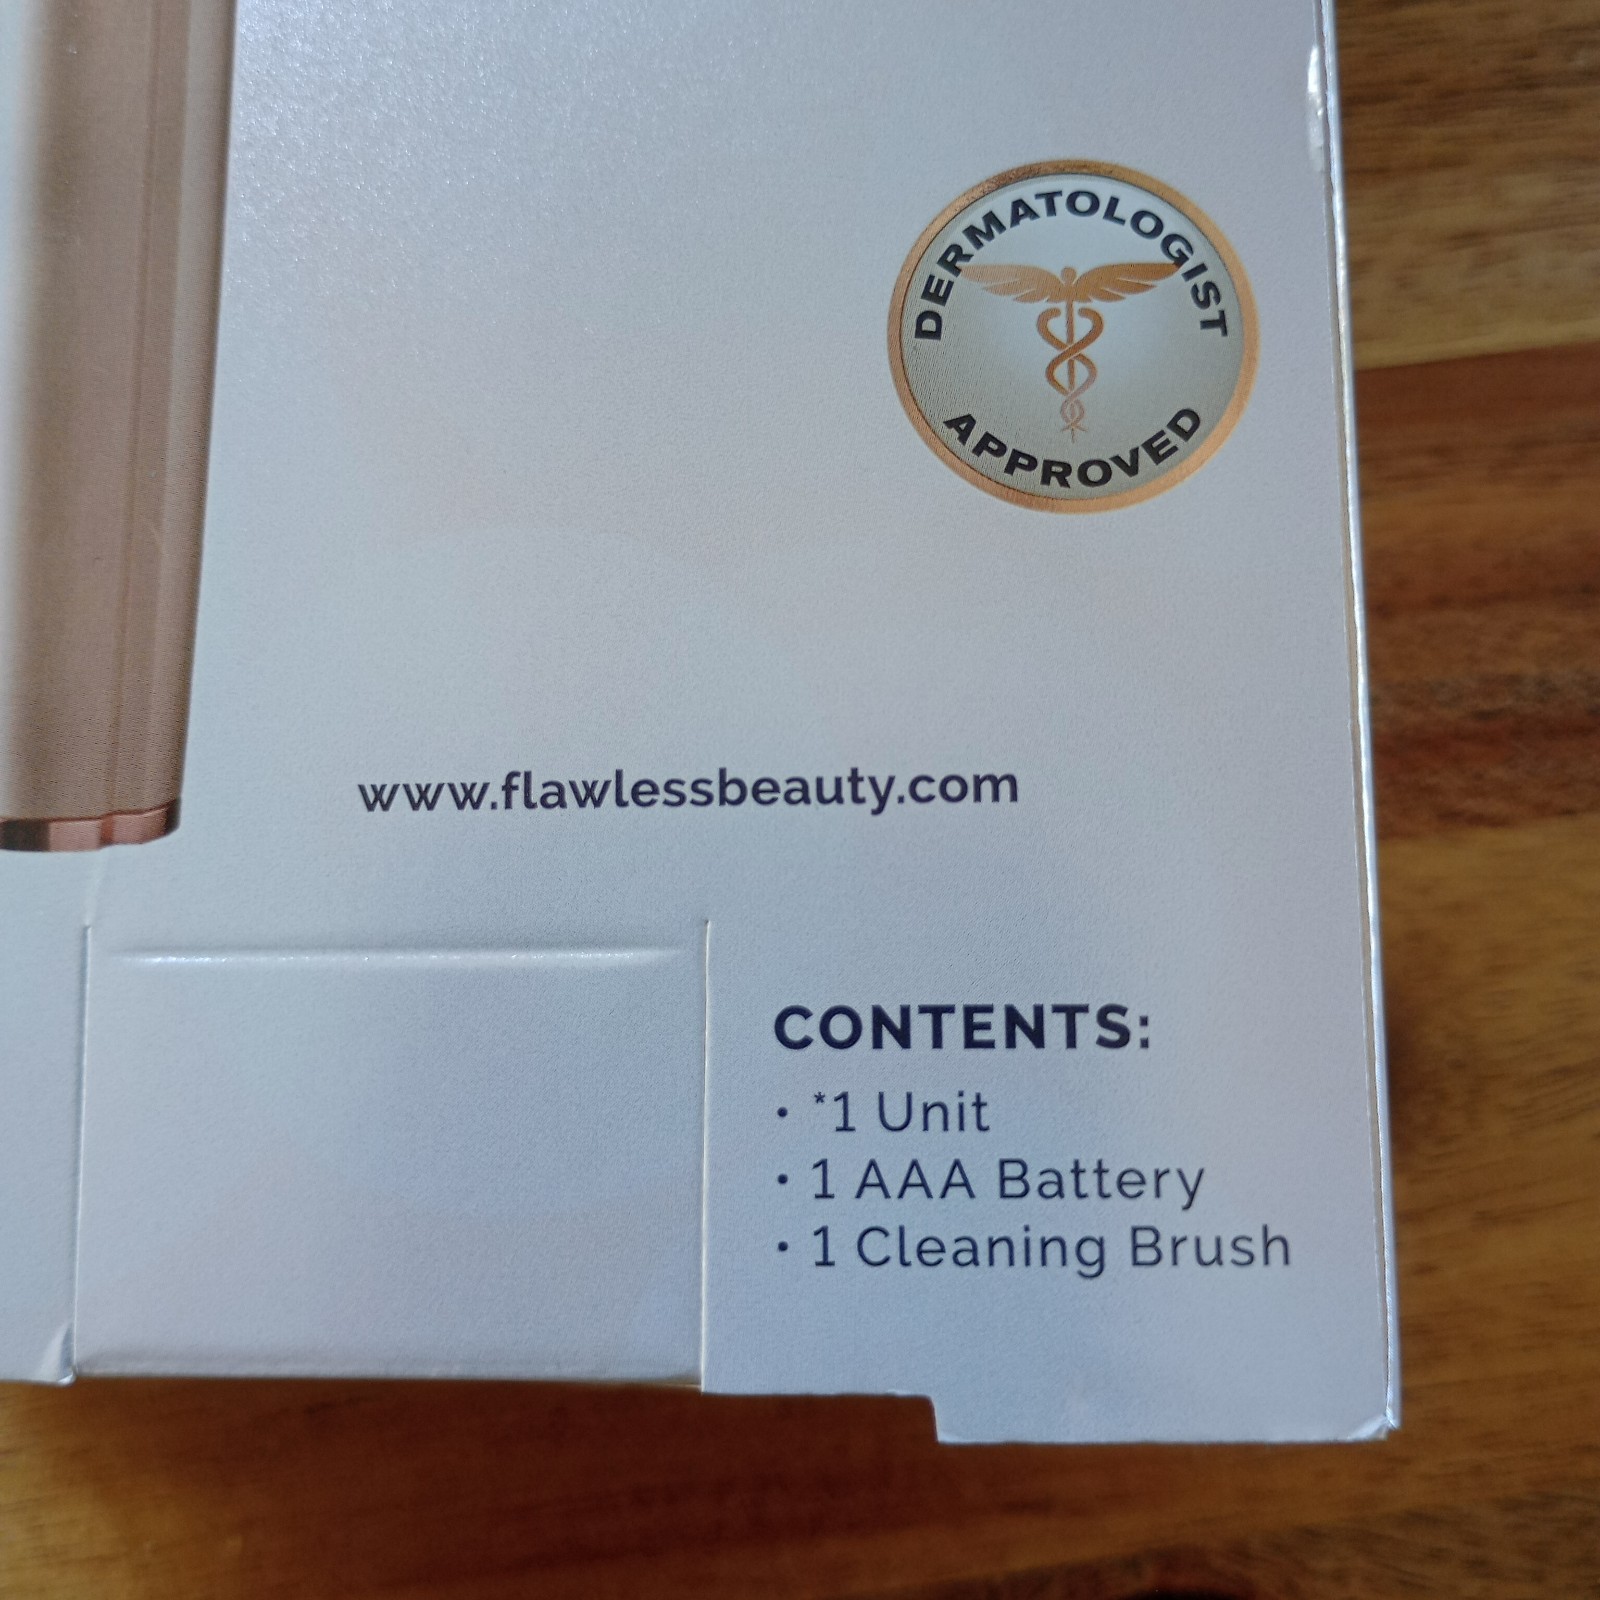 DERMATOLOGIST
APPROVED
www.flawlessbeauty.com
CONTENTS:
• *1 Unit
• 1 AAA Battery
• 1 Cleaning Brush